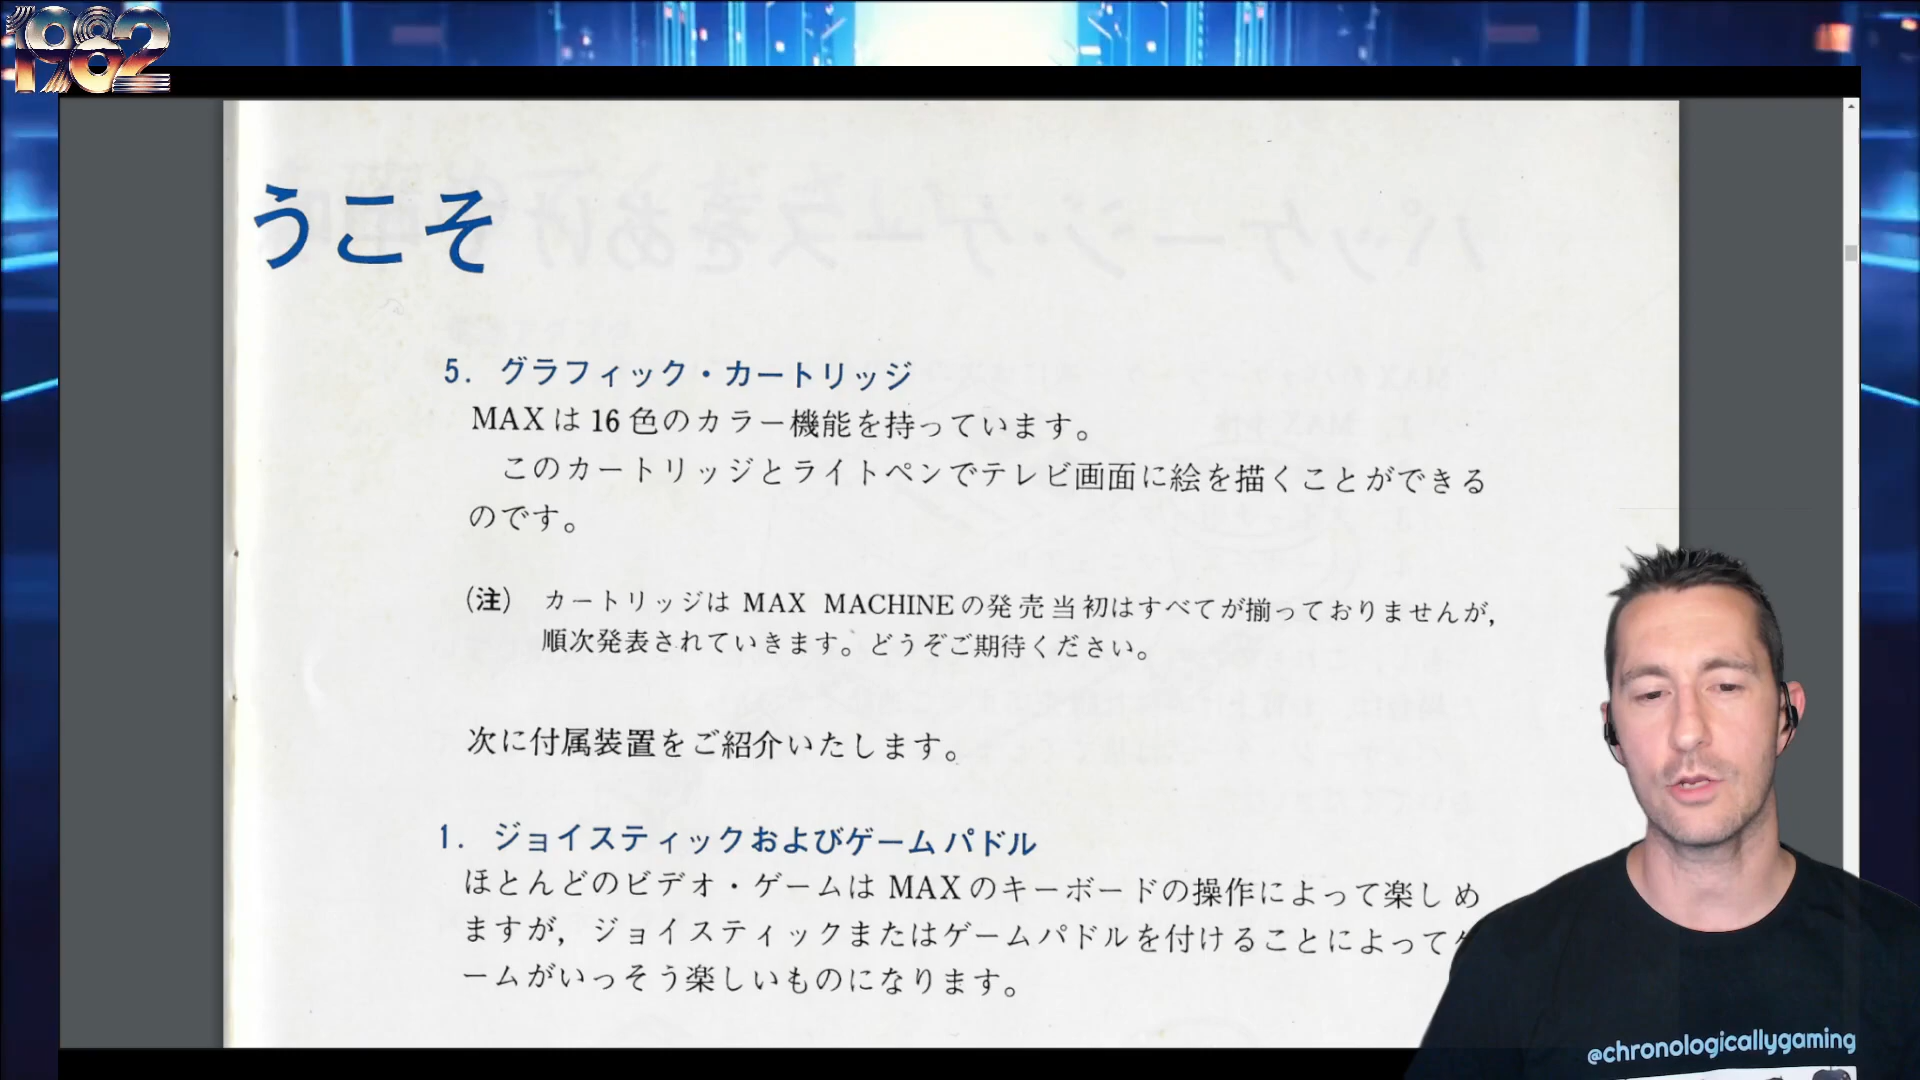 1982
うこそ
5. グラフィック・カートリッジ
MAXは16色のカラー機能を持っています。
このカートリッジとライトペンでテレビ画面に絵を描くことができる
のです。
(注) カートリッジは MAX MACHINEの発売当初はすべてが揃っておりませんが,
順次発表されていきます。どうぞご期待ください。
次に付属装置をご紹介いたします。
1. ジョイスティックおよびゲームパドル
ほとんどのビデオ・ゲームは MAXのキーボードの操作によって楽しめ
ますが, ジョイスティックまたはゲームパドルを付けることによって
ームがいっそう楽しいものになります。
@chronologicallygaming